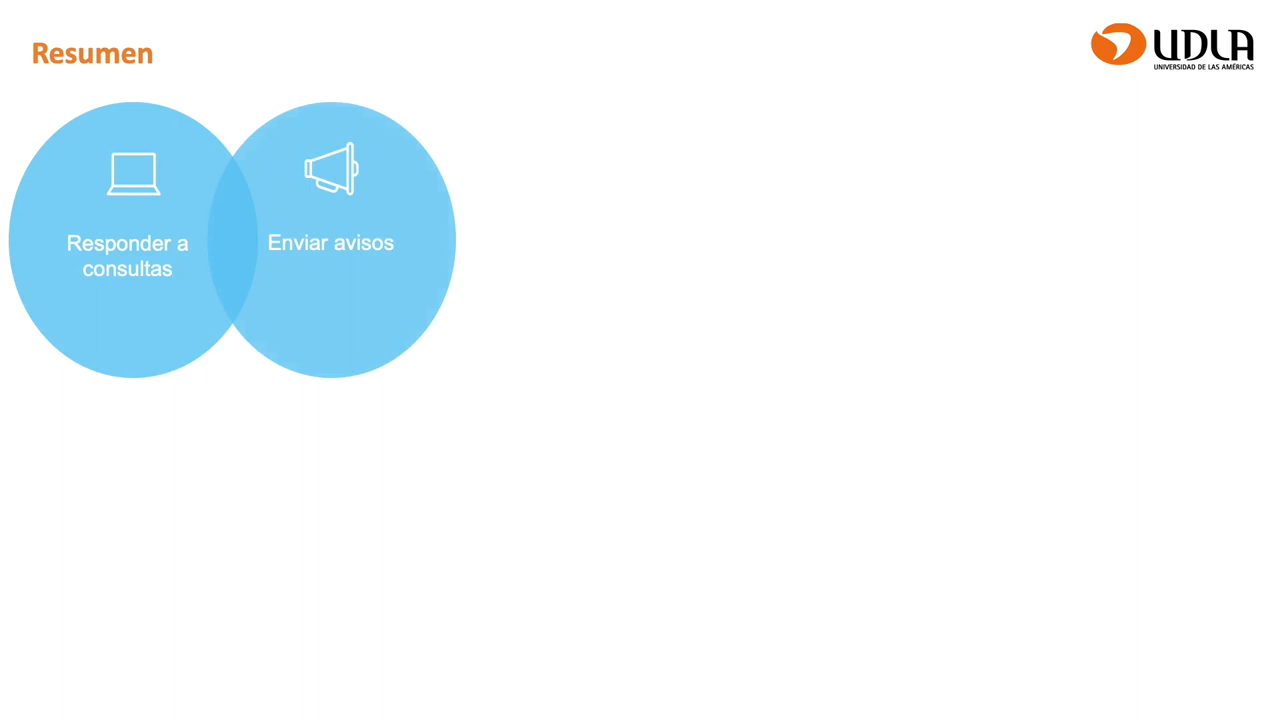 Resumen
UDLA
UNIVERSIDAD DE LAS AMÉRICAS
Responder a
consultas
Enviar avisos